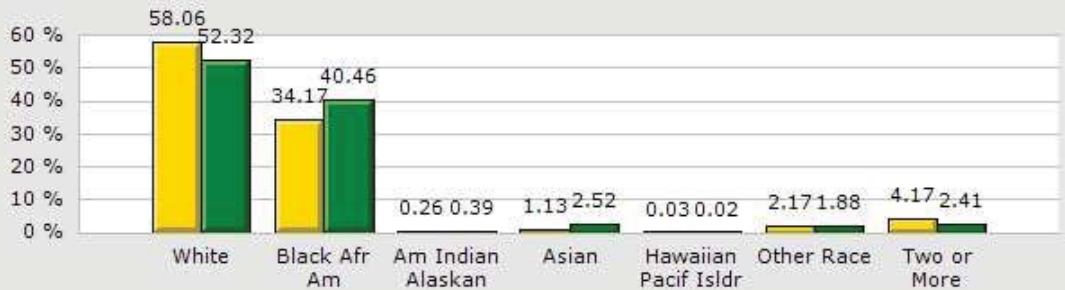 58.06
52.32
34.17
40.46
0.26 0.39
1.13 2.52
0.03 0.02
2.17 1.88
4.17 2.41
60 %
50 %
40 %
30 %
20 %
10 %
0 %
White
Black Afr
Am
Am Indian
Alaskan
Asian
Hawaiian
Pacif Isldr
Other Race
Two or
More